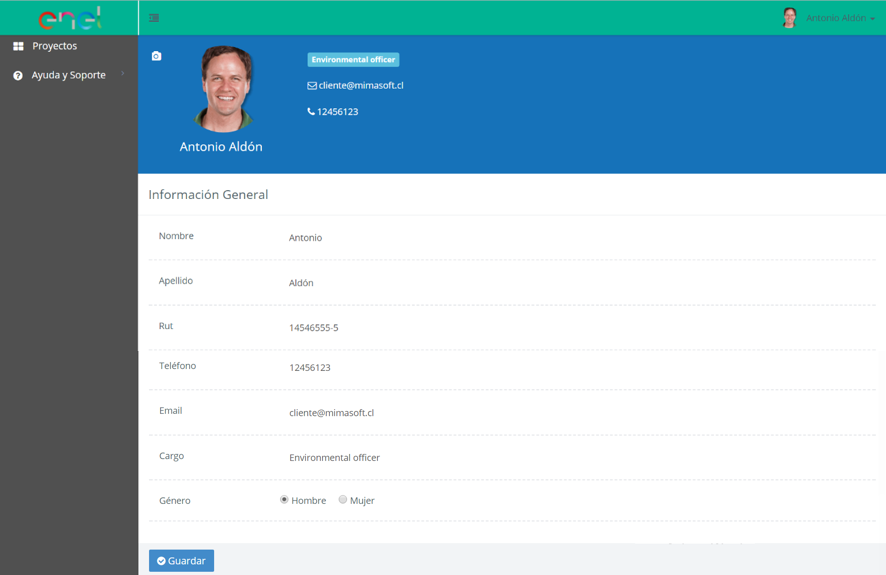 enel
Antonio Aldón
Proyectos
Ayuda y Soporte
Environmental officer
cliente@mimasoft.cl
12456123
Antonio Aldón
Información General
Nombre Antonio
Apellido Aldón
Rut 14546555-5
Teléfono 12456123
Email cliente@mimasoft.cl
Cargo Environmental officer
Género Hombre Mujer
Guardar